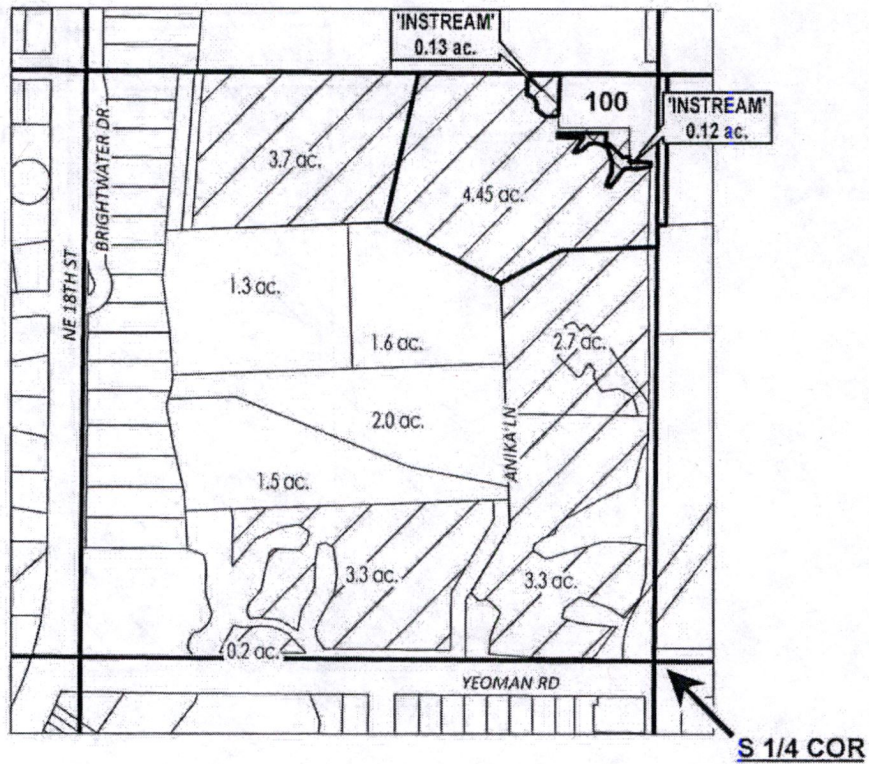 'INSTREAM'
0.13 ac.
100
'INSTREAM'
0.12 ac.
3.7 ac.
4.45 ac.
BRIGHTWATER DR
NE 18TH ST
1.3 ac.
1.6 ac.
2.7 ac.
2.0 ac.
ANIKA LN
1.5 ac.
3.3 ac.
3.3 ac.
0.2 ac.
YEOMAN RD
S 1/4 COR